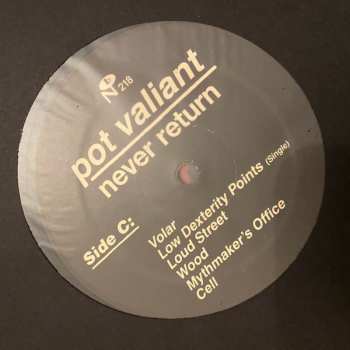 N 218
pot valiant
never return
Side C:
Volar
Low Dexterity Points (Single)
Loud Street
Wood
Mythmaker's Office
Cell